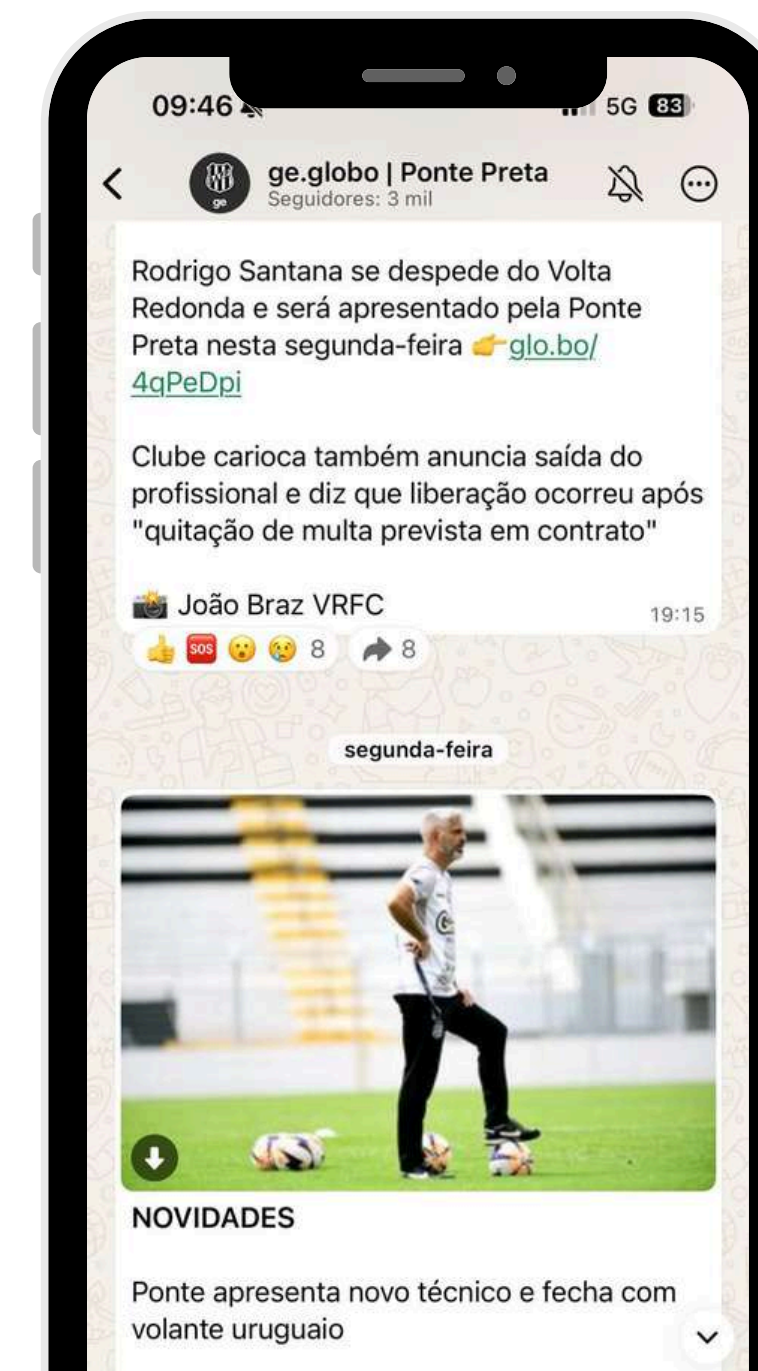 09:46
5G 83
ge.globo | Ponte Preta
Seguidores: 3 mil
ge
Rodrigo Santana se despede do Volta
Redonda e será apresentado pela Ponte
Preta nesta segunda-feira 👉glo.bo/
4qPeDpi
Clube carioca também anuncia saída do
profissional e diz que liberação ocorreu após
"quitação de multa prevista em contrato"
📸 João Braz VRFC
19:15
👍 🆘 😮 😢 8 8
segunda-feira
NOVIDADES
Ponte apresenta novo técnico e fecha com
volante uruguaio